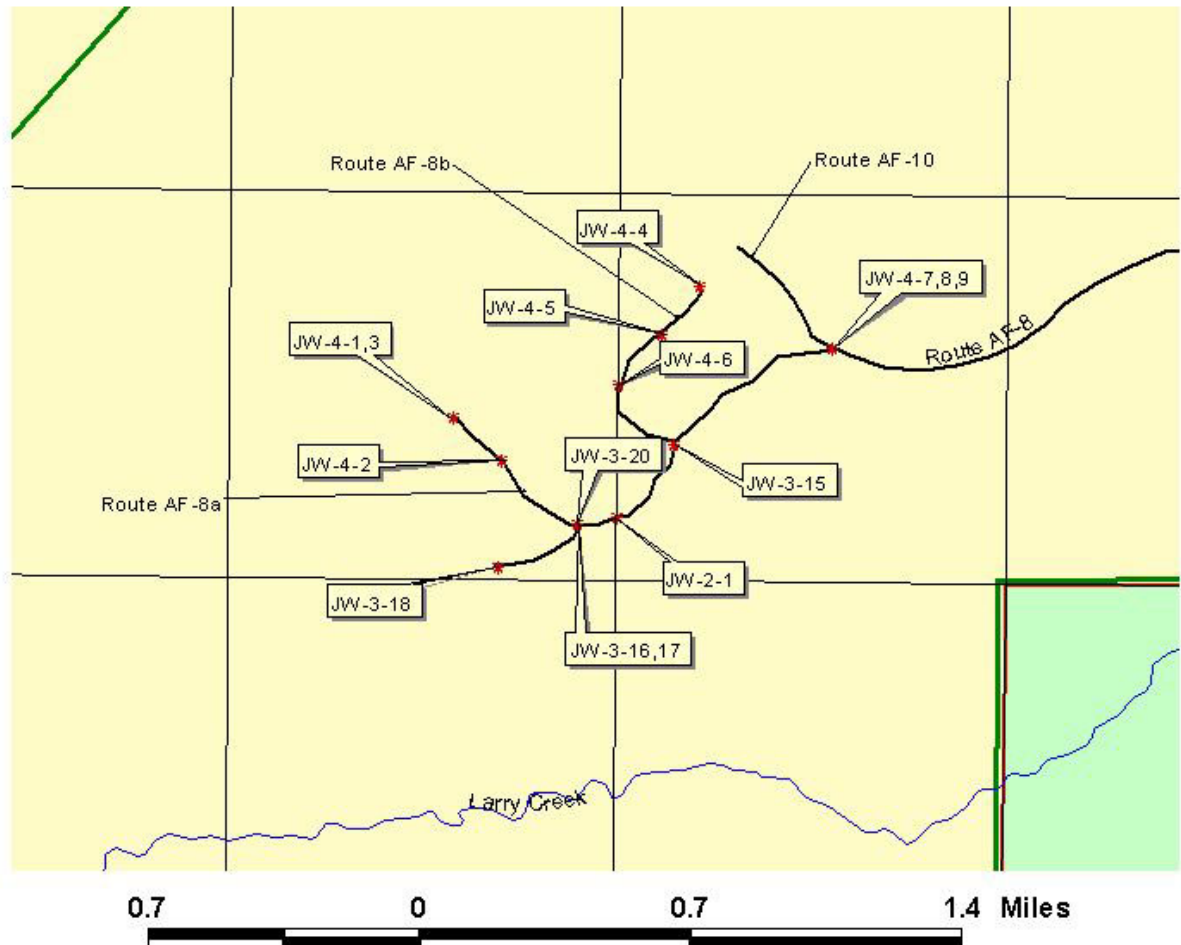 Route AF-8b
Route AF-10
JW-4-4
JW-4-7,8,9
JW-4-5
JW-4-1,3
Route AF-8
JW-4-6
JW-4-2
JW-3-20
JW-3-15
Route AF-8a
JW-2-1
JW-3-18
JW-3-16,17
Larry Creek
0.7 0 0.7 1.4 Miles